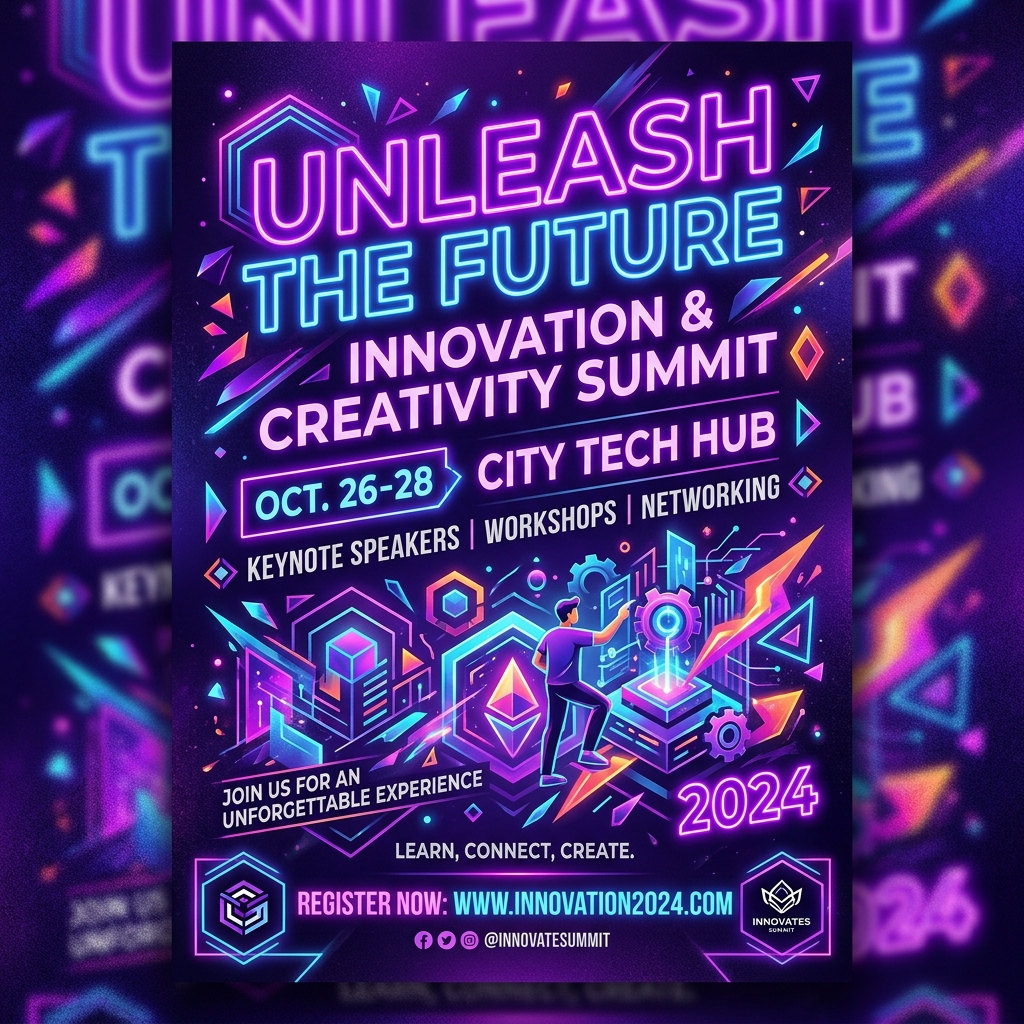 UNLEASH
THE FUTURE
INNOVATION &
CREATIVITY SUMMIT
OCT. 26-28
CITY TECH HUB
KEYNOTE SPEAKERS | WORKSHOPS | NETWORKING
JOIN US FOR AN
UNFORGETTABLE EXPERIENCE
2024
LEARN, CONNECT, CREATE.
REGISTER NOW: WWW.INNOVATION2024.COM
@INNOVATESUMMIT
INNOVATES
SUMMIT